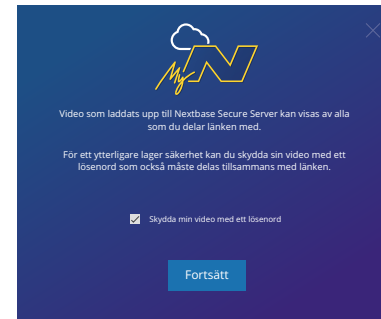 My N
Video som laddats upp till Nextbase Secure Server kan visas av alla
som du delar länken med.
För ett ytterligare lager säkerhet kan du skydda sin video med ett
lösenord som också måste delas tillsammans med länken.
Skydda min video med ett lösenord
Fortsätt